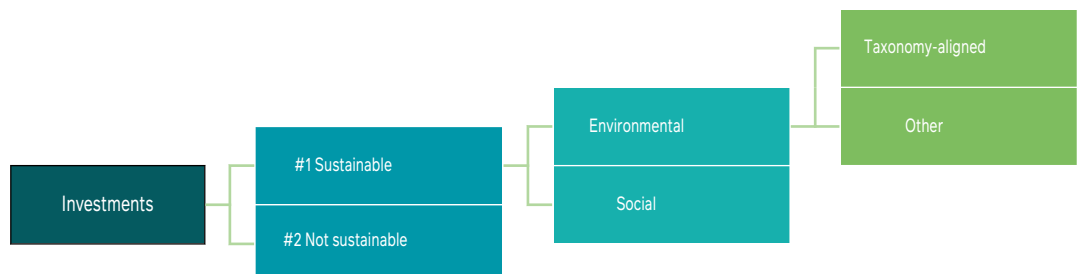 Investments
#1 Sustainable
#2 Not sustainable
Environmental
Social
Taxonomy-aligned
Other